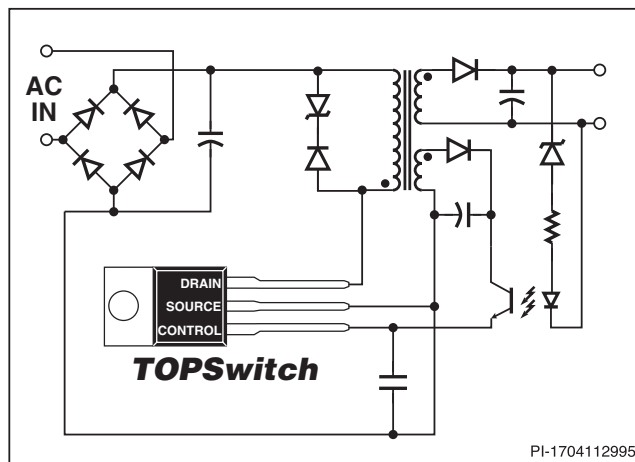 AC
IN
DRAIN
SOURCE
CONTROL
TOPSwitch
PI-1704112995